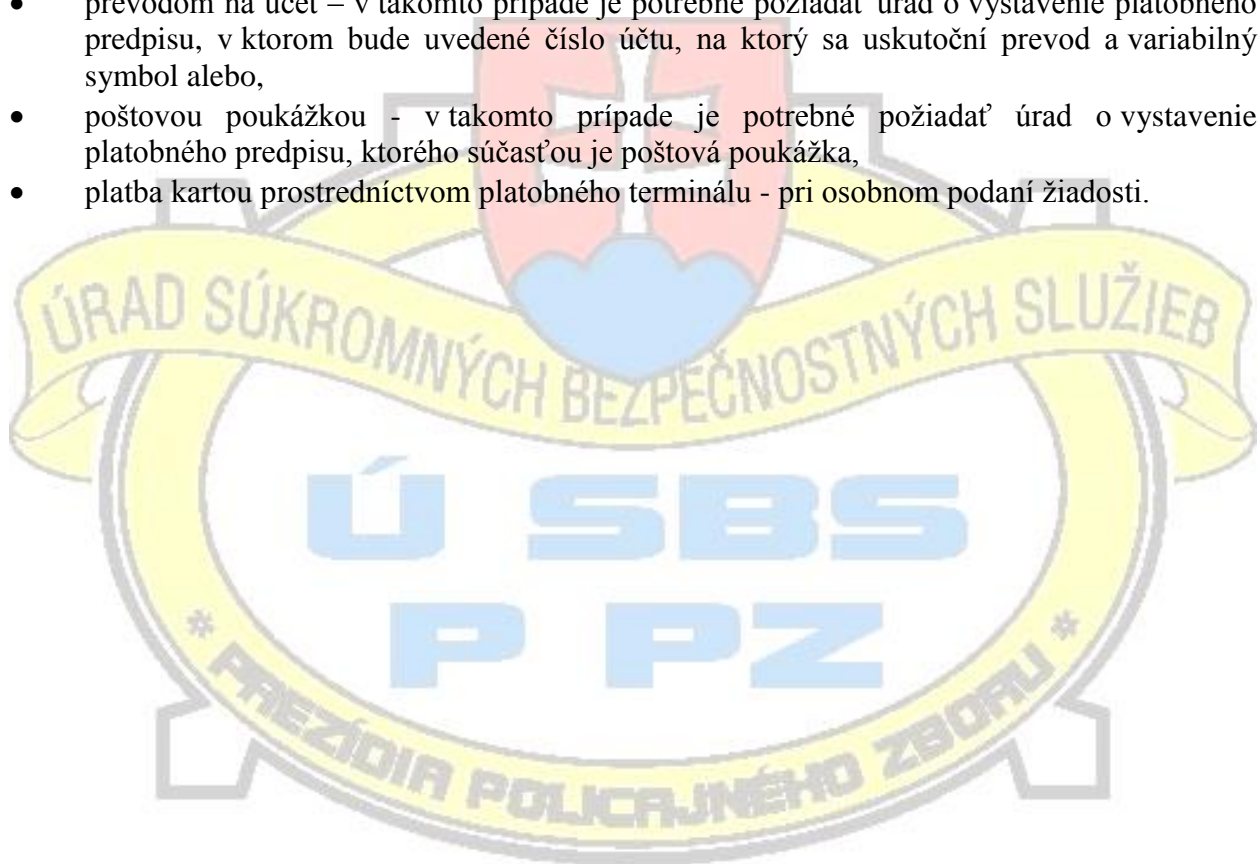 • prevodom na účet – v takomto prípade je potrebné požiadať úrad o vystavenie platobného
predpisu, v ktorom bude uvedené číslo účtu, na ktorý sa uskutoční prevod a variabilný
symbol alebo,
• poštovou poukážkou - v takomto prípade je potrebné požiadať úrad o vystavenie
platobného predpisu, ktorého súčasťou je poštová poukážka,
• platba kartou prostredníctvom platobného terminálu - pri osobnom podaní žiadosti.
ÚRAD SÚKROMNÝCH BEZPEČNOSTNÝCH SLUŽIEB
Ú SBS
P PZ
* PREZÍDIA POLICAJNÉHO ZBORU *